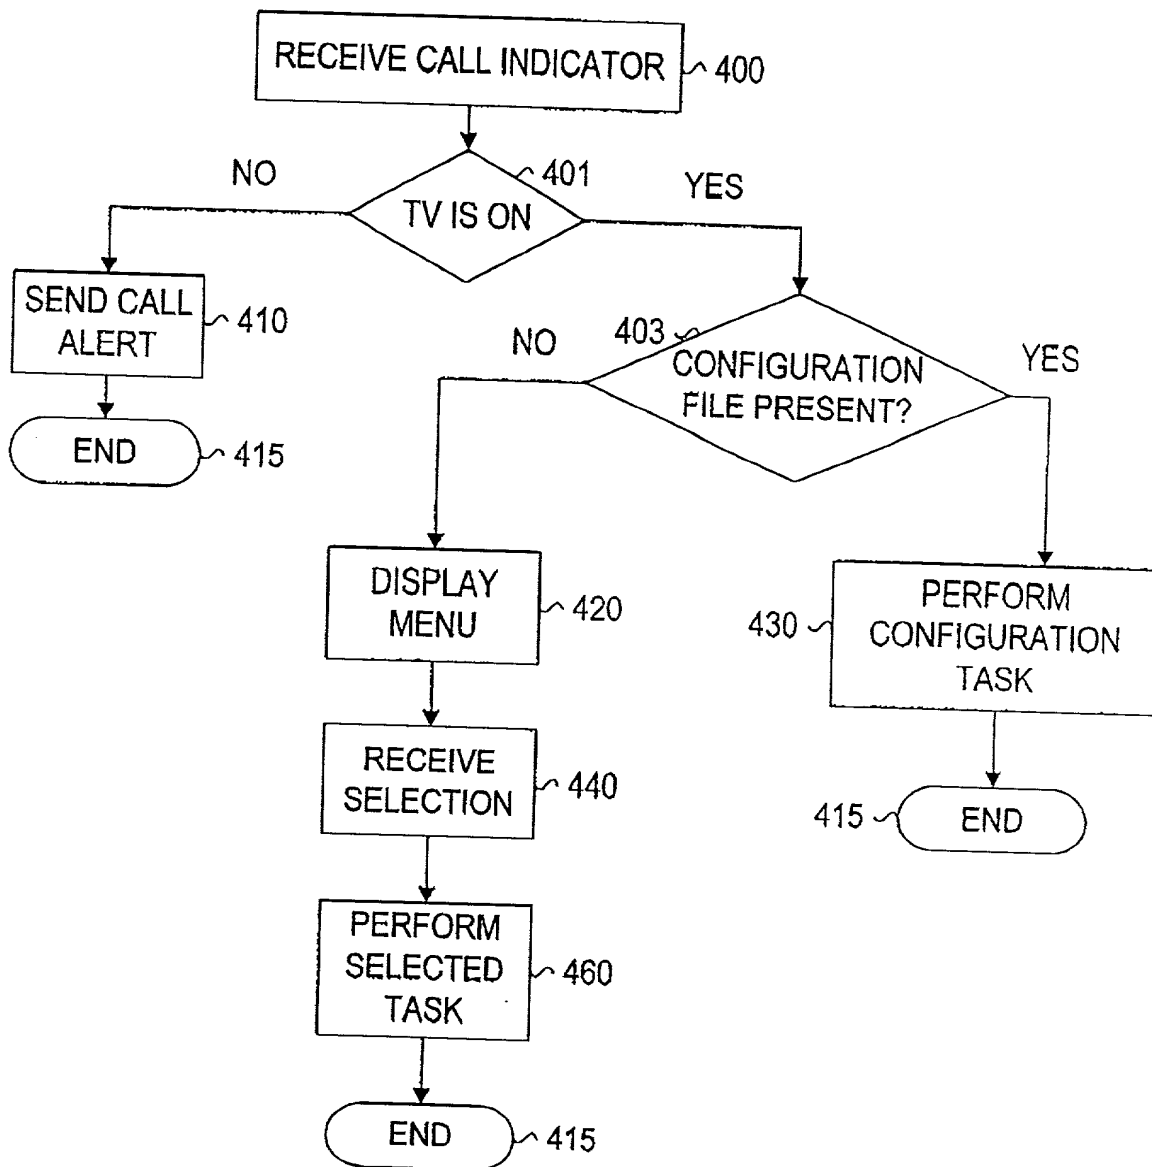 RECEIVE CALL INDICATOR
400
NO
401
YES
TV IS ON
SEND CALL
ALERT
410
END
415
NO
403
YES
CONFIGURATION
FILE PRESENT?
DISPLAY
MENU
420
430
PERFORM
CONFIGURATION
TASK
RECEIVE
SELECTION
440
415
END
PERFORM
SELECTED
TASK
460
END
415